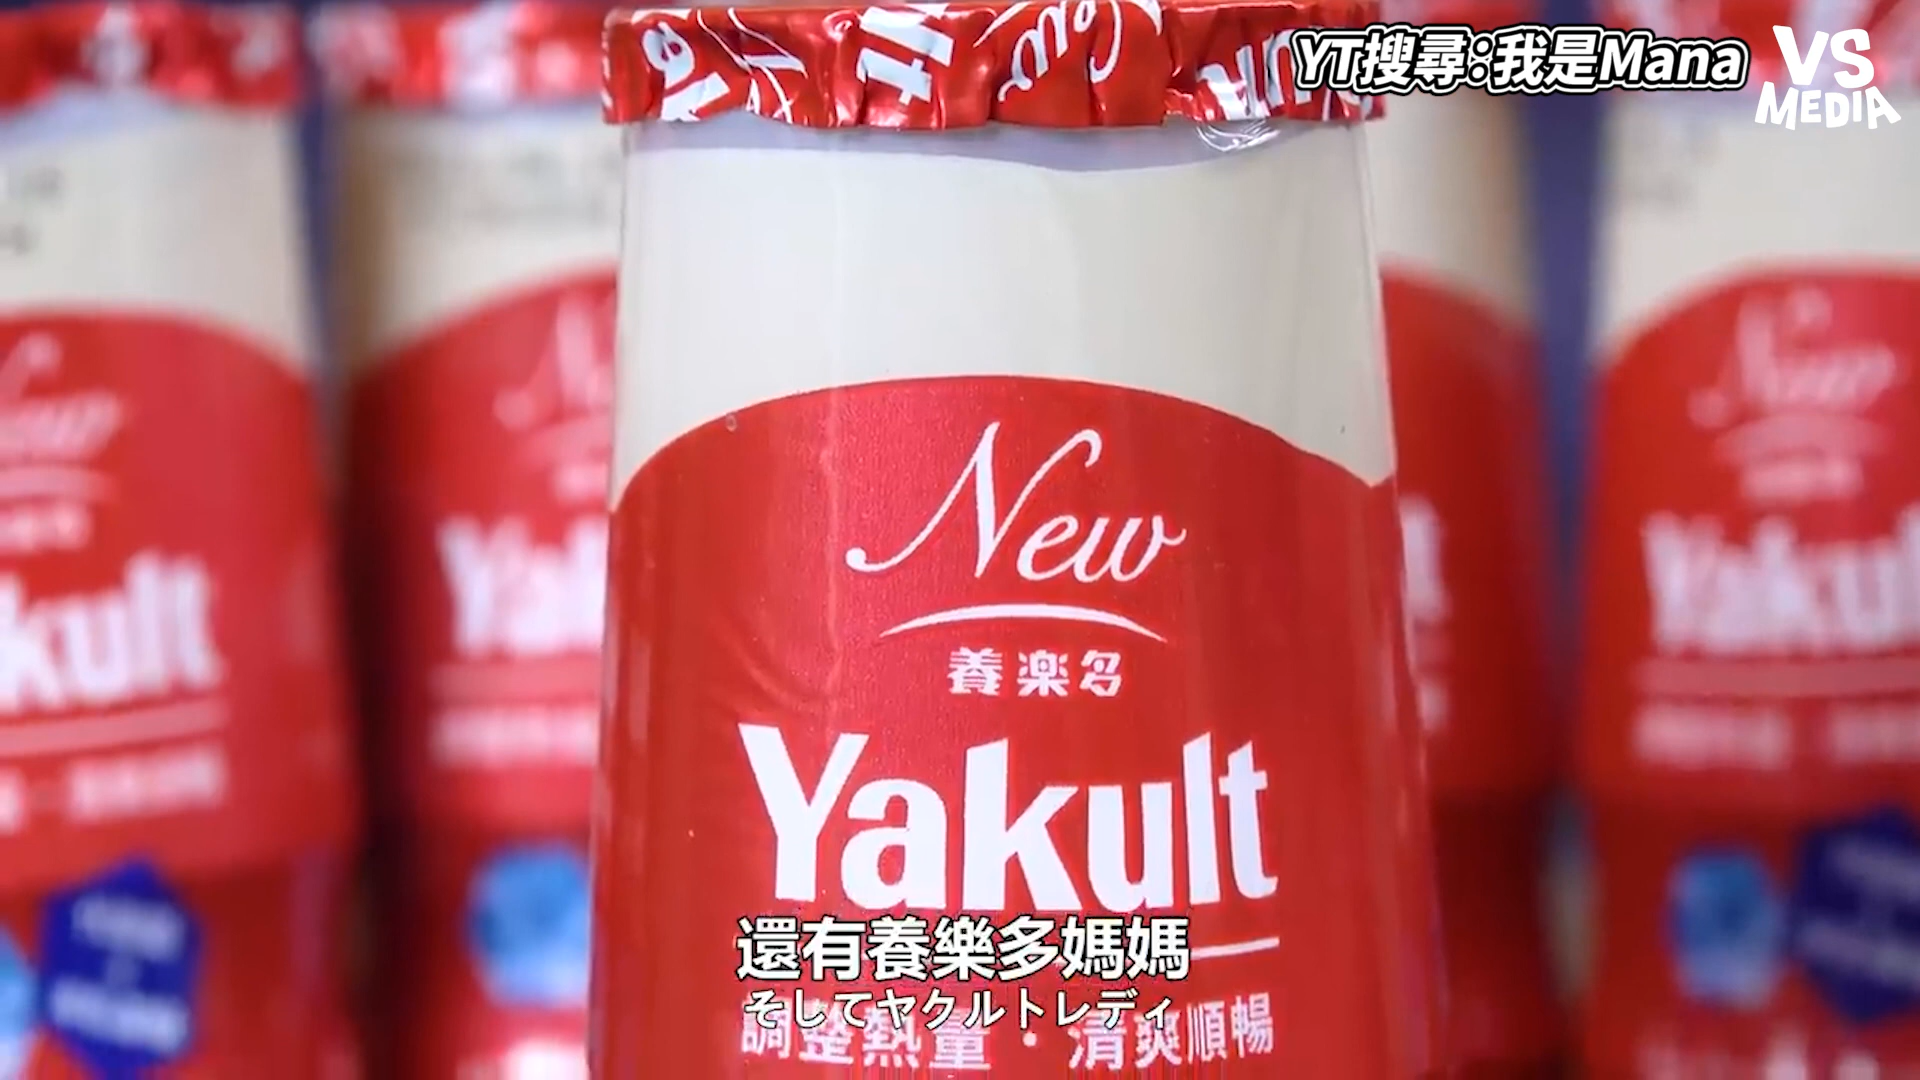 YT搜尋:我是Mana
VS
MEDIA
New
養楽多
Yakult
還有養樂多媽媽
そしてヤクルトレディ
調整熱量・清爽順暢